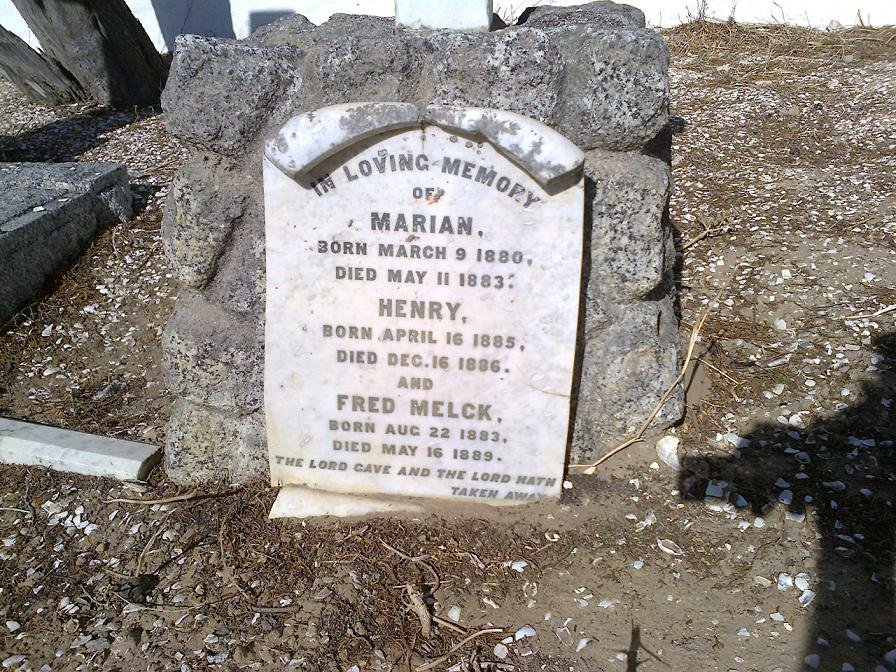 IN LOVING MEMORY
OF
MARIAN,
BORN MARCH 9 1880,
DIED MAY 11 1883.
HENRY,
BORN APRIL 16 1885,
DIED DEC. 16 1886.
AND
FRED MELCK,
BORN AUG 22 1883,
DIED MAY 16 1889.
THE LORD GAVE AND THE LORD HATH
TAKEN AWAY